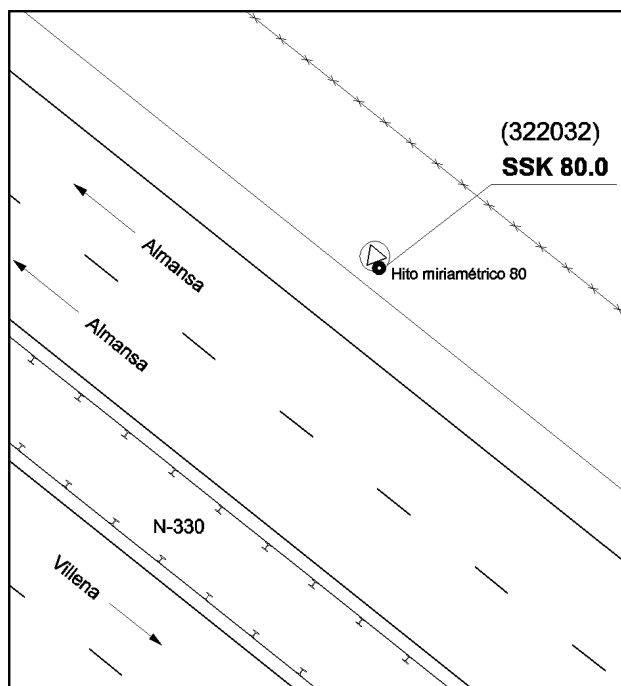 (322032)
SSK 80.0
Hito miriamétrico 80
Almansa
Almansa
N-330
Villena